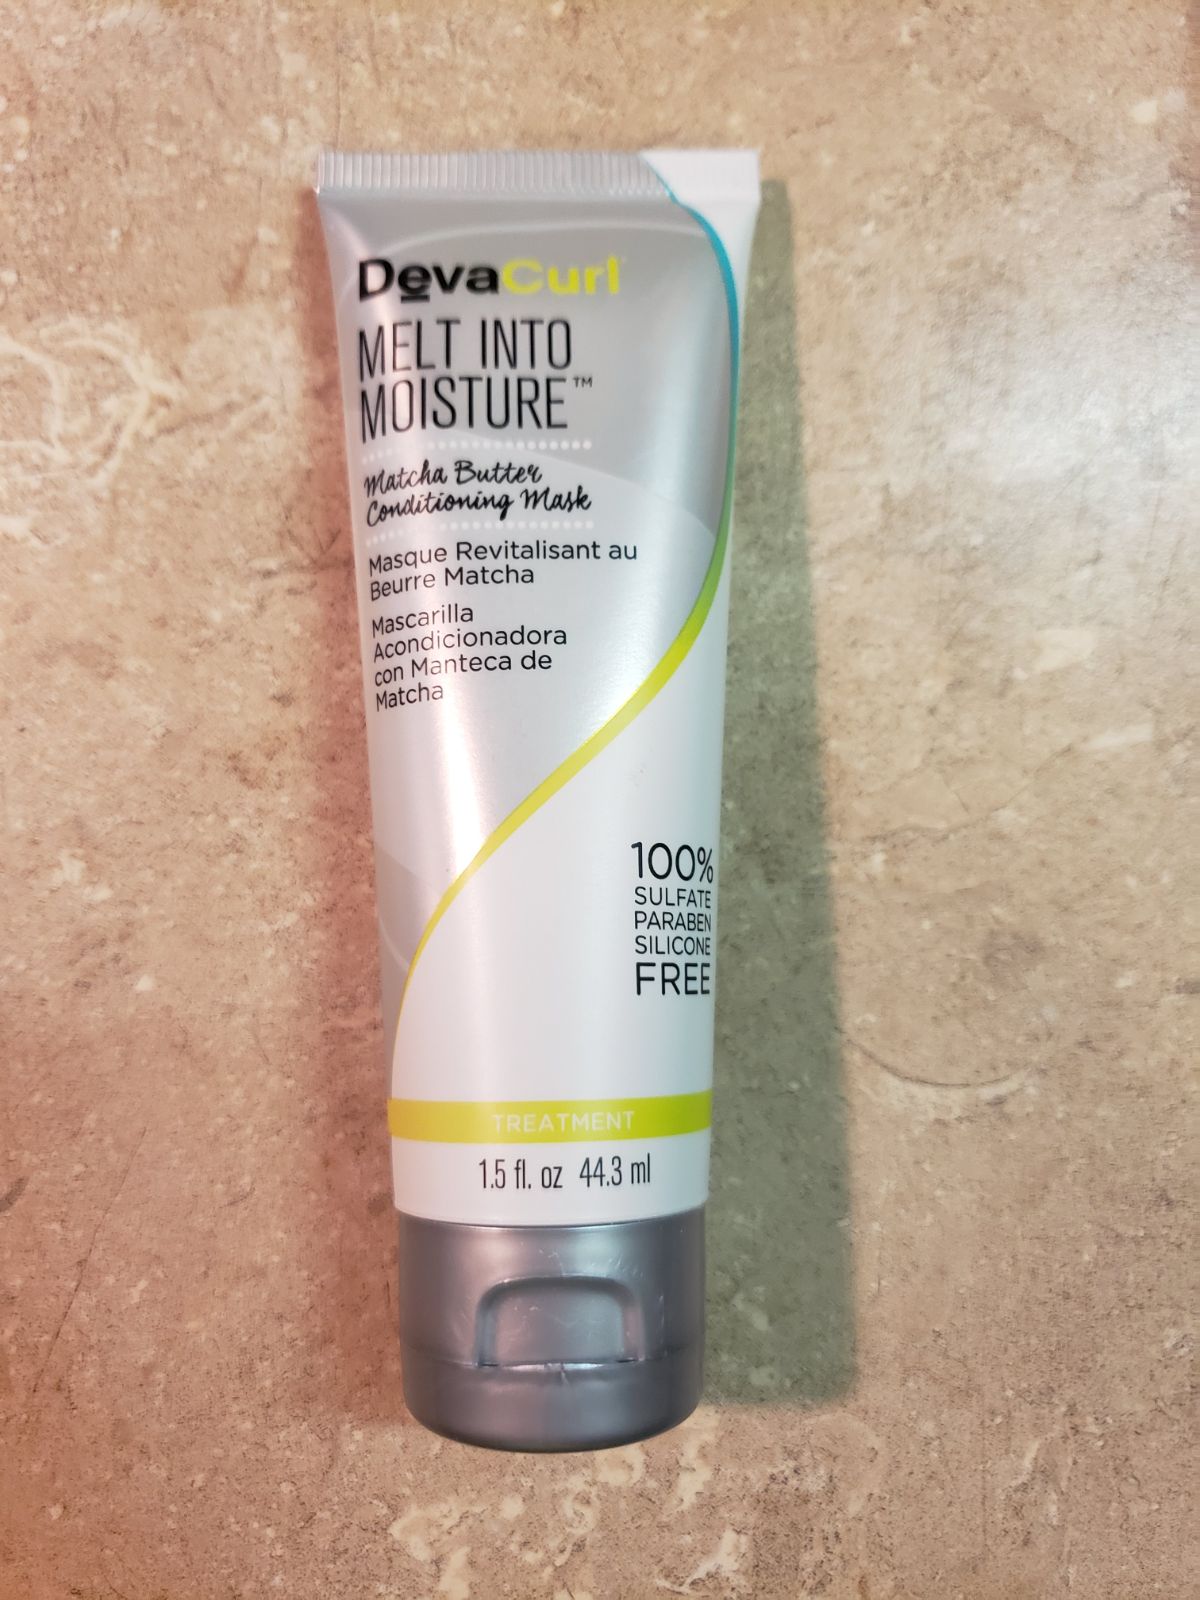 DevaCurl
MELT INTO
MOISTURE™
Matcha Butter
Conditioning Mask
Masque Revitalisant au
Beurre Matcha
Mascarilla
Acondicionadora
con Manteca de
Matcha
100%
SULFATE
PARABEN
SILICONE
FREE
TREATMENT
1.5 fl. oz 44.3 ml